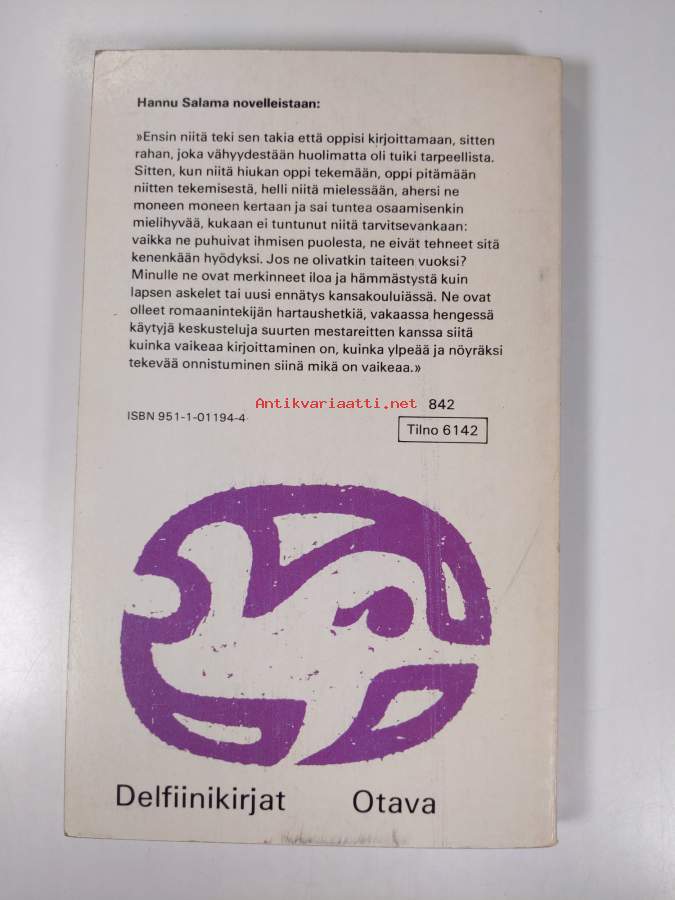 Hannu Salama novelleistaan:
»Ensin niitä teki sen takia että oppisi kirjoittamaan, sitten
rahan, joka vähyydestään huolimatta oli tuiki tarpeellista.
Sitten, kun niitä hiukan oppi tekemään, oppi pitämään
niitten tekemisestä, helli niitä mielessään, ahersi ne
moneen moneen kertaan ja sai tuntea osaamisenkin
mielihyvää, kukaan ei tuntunut niitä tarvitsevankaan:
vaikka ne puhuivat ihmisen puolesta, ne eivät tehneet sitä
kenenkään hyödyksi. Jos ne olivatkin taiteen vuoksi?
Minulle ne ovat merkinneet iloa ja hämmästystä kuin
lapsen askelet tai uusi ennätys kansakouluiässä. Ne ovat
olleet romaanintekijän hartaushetkiä, vakaassa hengessä
käytyjä keskusteluja suurten mestareitten kanssa siitä
kuinka vaikeaa kirjoittaminen on, kuinka ylpeää ja nöyräksi
tekevää onnistuminen siinä mikä on vaikeaa.»
Antikvariaatti.net 842
ISBN 951-1-01194-4
Tilno 6142
Delfiinikirjat Otava